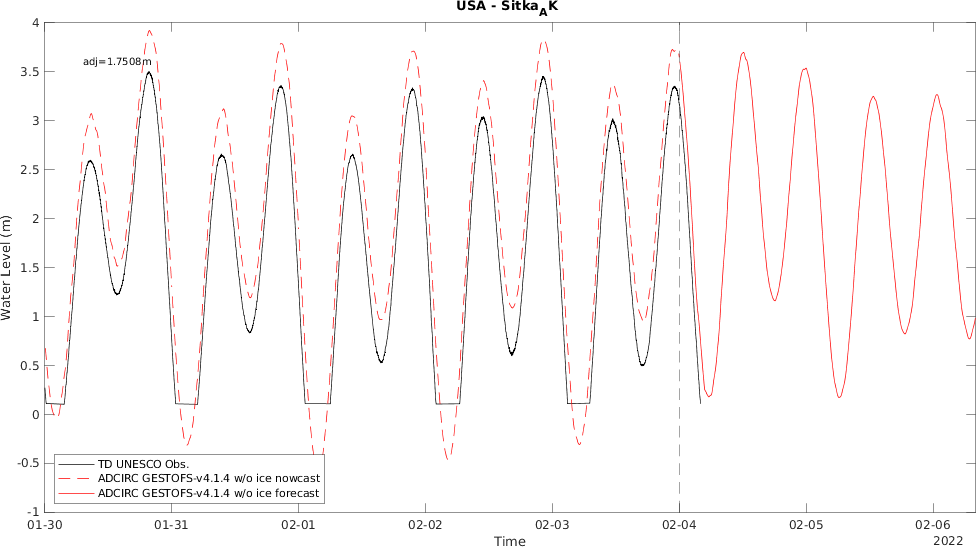 USA - Sitka_AK
adj=1.7508m
Water Level (m)
4
3.5
3
2.5
2
1.5
1
0.5
0
-0.5
-1
TD UNESCO Obs.
ADCIRC GESTOFS-v4.1.4 w/o ice nowcast
ADCIRC GESTOFS-v4.1.4 w/o ice forecast
01-30 01-31 02-01 02-02 02-03 02-04 02-05 02-06
Time
2022